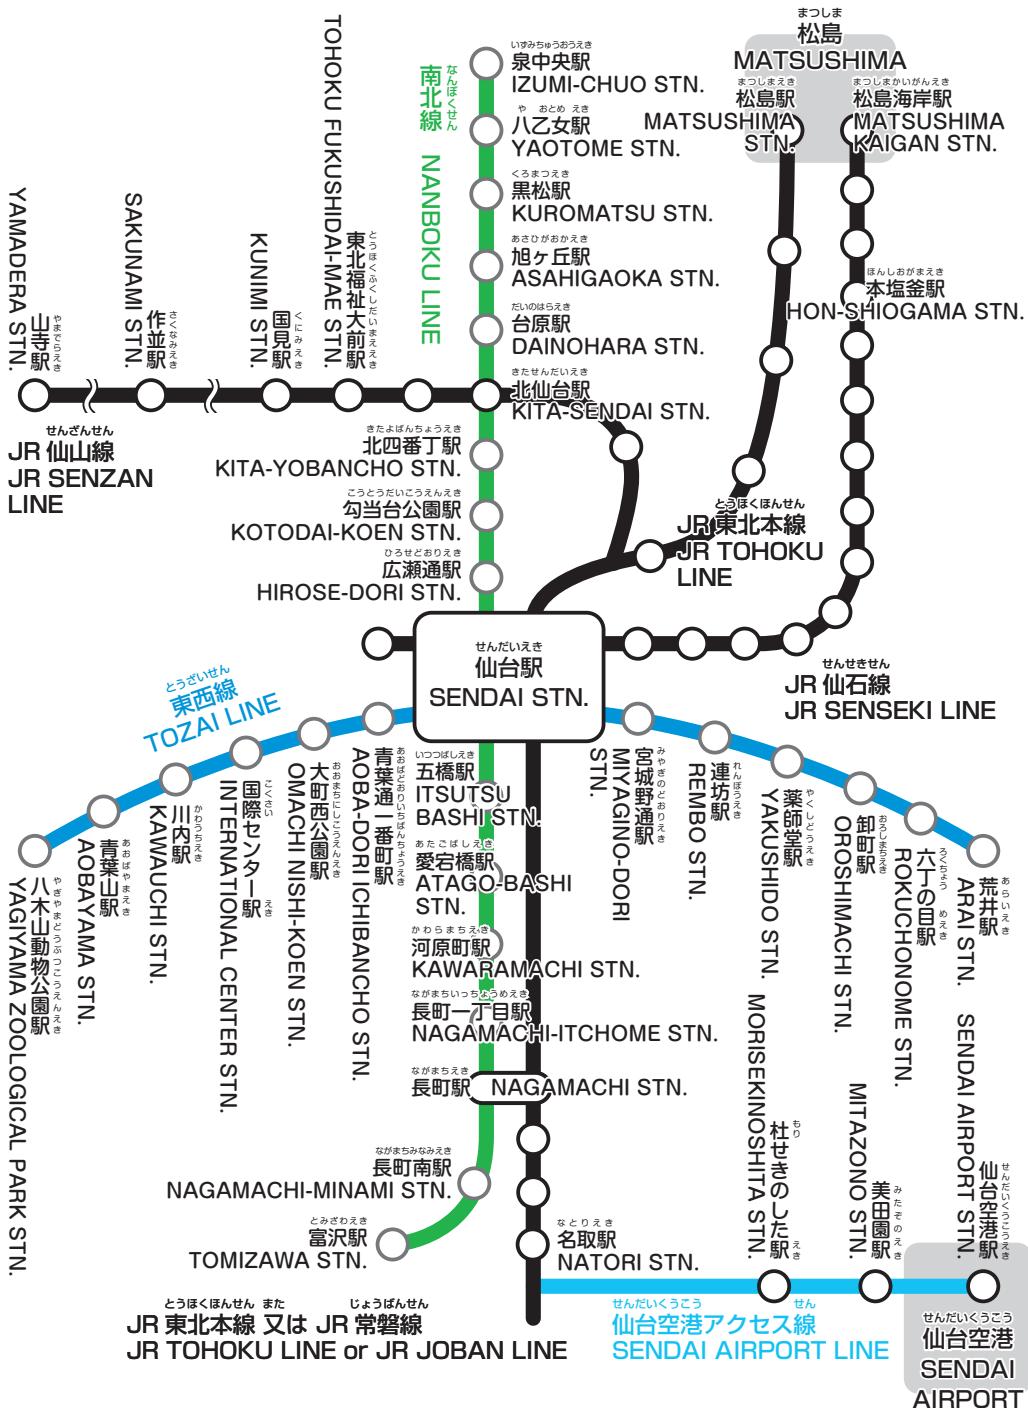 まつしま
松島
MATSUSHIMA
まつしまえき
松島駅
MATSUSHIMA
STN.
まつしまかいがんえき
松島海岸駅
MATSUSHIMA
KAIGAN STN.
ほんしおがまえき
本塩釜駅
HON-SHIOGAMA STN.
なんぼくせん
南北線 NANBOKU LINE
いずみちゅうおうえき
泉中央駅
IZUMI-CHUO STN.
や おとめ えき
八乙女駅
YAOTOME STN.
くろまつえき
黒松駅
KUROMATSU STN.
あさひがおかえき
旭ヶ丘駅
ASAHIGAOKA STN.
だいのはらえき
台原駅
DAINOHARA STN.
きたせんだいえき
北仙台駅
KITA-SENDAI STN.
やまでらえき
山寺駅
YAMADERA STN.
さくなみえき
作並駅
SAKUNAMI STN.
くにみえき
国見駅
KUNIMI STN.
とうほくふくしだいまええき
東北福祉大前駅
TOHOKU FUKUSHIDAI-MAE STN.
せんざんせん
JR 仙山線
JR SENZAN
LINE
きたよばんちょうえき
北四番丁駅
KITA-YOBANCHO STN.
こうとうだいこうえんえき
勾当台公園駅
KOTODAI-KOEN STN.
ひろせどおりえき
広瀬通駅
HIROSE-DORI STN.
とうほくほんせん
JR 東北本線
JR TOHOKU
LINE
せんだいえき
仙台駅
SENDAI STN.
せんせきせん
JR 仙石線
JR SENSEKI LINE
とうざいせん
東西線
TOZAI LINE
やぎやまどうぶつこうえんえき
八木山動物公園駅
YAGIYAMA ZOOLOGICAL PARK STN.
あおばやまえき
青葉山駅
AOBAYAMA STN.
かわうちえき
川内駅
KAWAUCHI STN.
こくさい えき
国際センター駅
INTERNATIONAL CENTER STN.
おおまちにしこうえんえき
大町西公園駅
OMACHI NISHI-KOEN STN.
あおばどおりいちばんちょうえき
青葉通一番町駅
AOBA-DORI ICHIBANCHO STN.
いつつばしえき
五橋駅
ITSUTSU
BASHI STN.
あたごばしえき
愛宕橋駅
ATAGO-BASHI
STN.
かわらまちえき
河原町駅
KAWARAMACHI STN.
ながまちいっちょうめえき
長町一丁目駅
NAGAMACHI-ITCHOME STN.
ながまちえき
長町駅 NAGAMACHI STN.
ながまちみなみえき
長町南駅
NAGAMACHI-MINAMI STN.
とみざわえき
富沢駅
TOMIZAWA STN.
みやぎのどおりえき
宮城野通駅
MIYAGINO-DORI
STN.
れんぼうえき
連坊駅
REMBO STN.
やくしどうえき
薬師堂駅
YAKUSHIDO STN.
おろしまちえき
卸町駅
OROSHIMACHI STN.
ろくちょう めえき
六丁の目駅
ROKUCHONOME STN.
あらいえき
荒井駅
ARAI STN.
なとりえき
名取駅
NATORI STN.
もり えき
杜せきのした駅
MORISEKINOSHITA STN.
みたぞのえき
美田園駅
MITAZONO STN.
せんだいくうこうえき
仙台空港駅
SENDAI AIRPORT STN.
とうほくほんせん また じょうばんせん
JR 東北本線 又は JR 常磐線
JR TOHOKU LINE or JR JOBAN LINE
せんだいくうこう せん
仙台空港アクセス線
SENDAI AIRPORT LINE
せんだいくうこう
仙台空港
SENDAI
AIRPORT